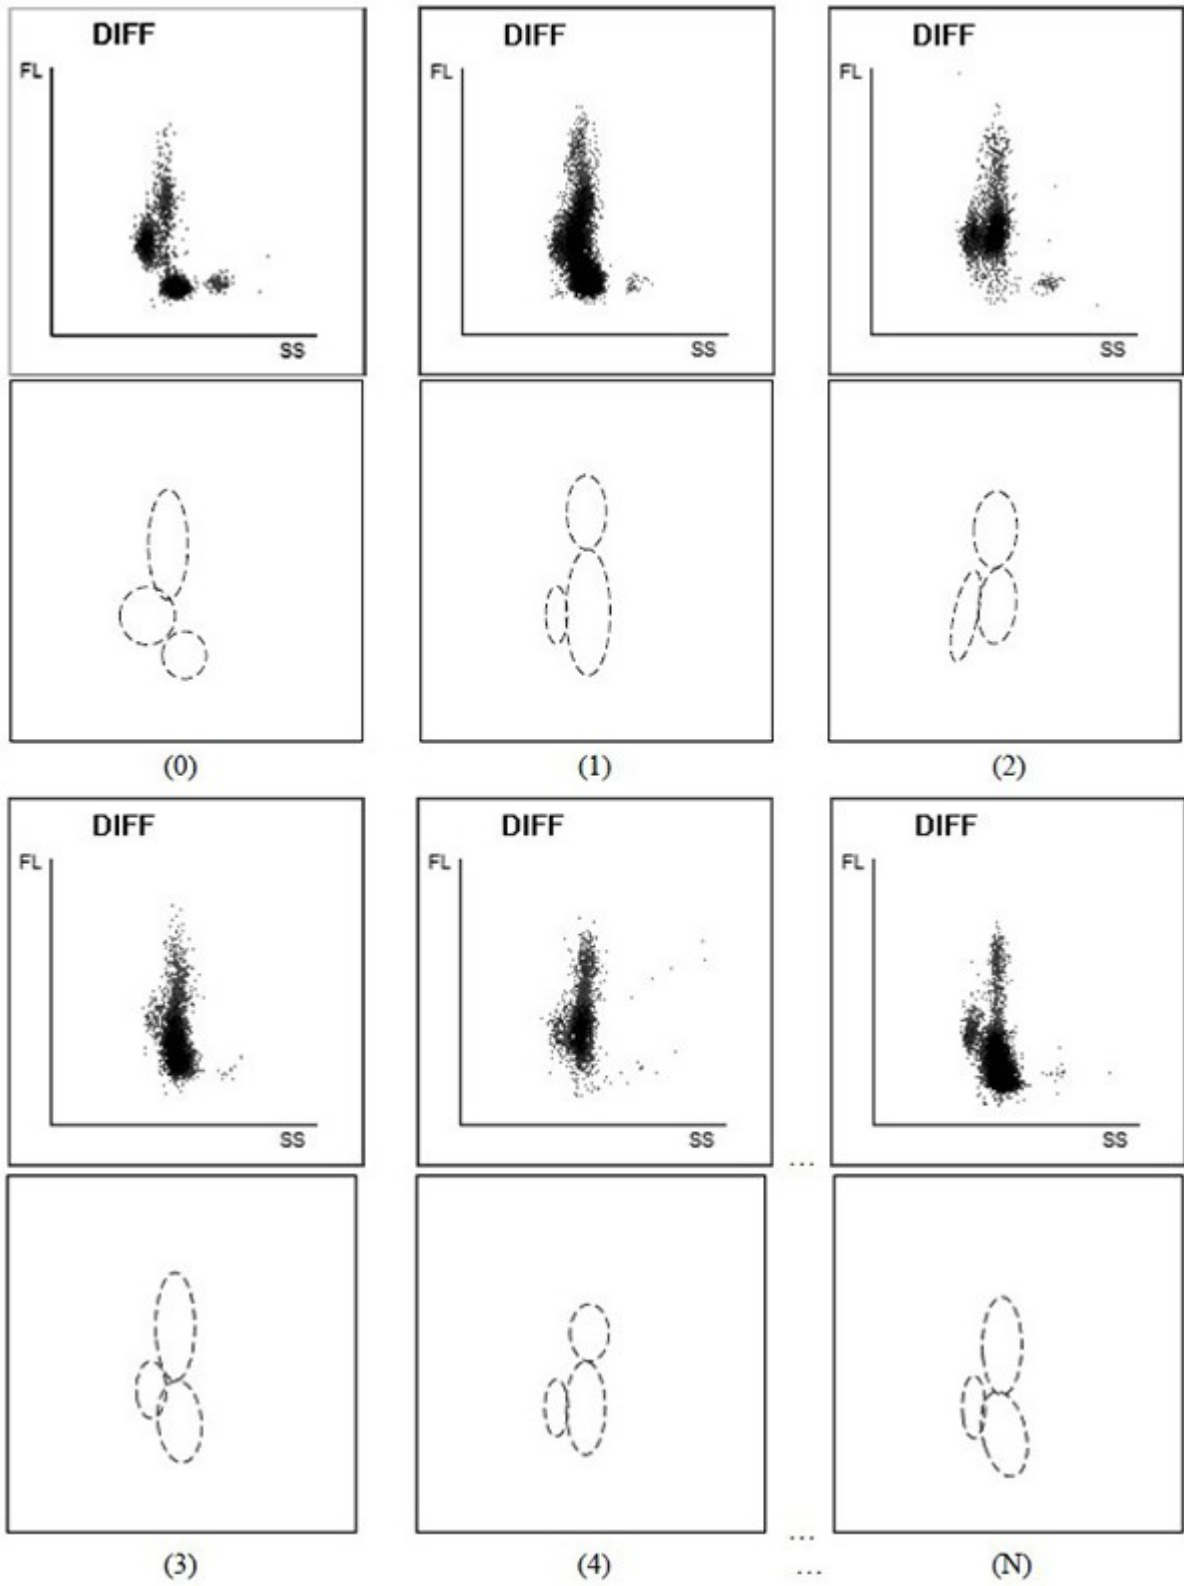 DIFF DIFF DIFF
FL FL FL
SS SS SS
(0) (1) (2)
DIFF DIFF DIFF
FL FL FL
SS SS SS
...
...
(3) (4) ... (N)